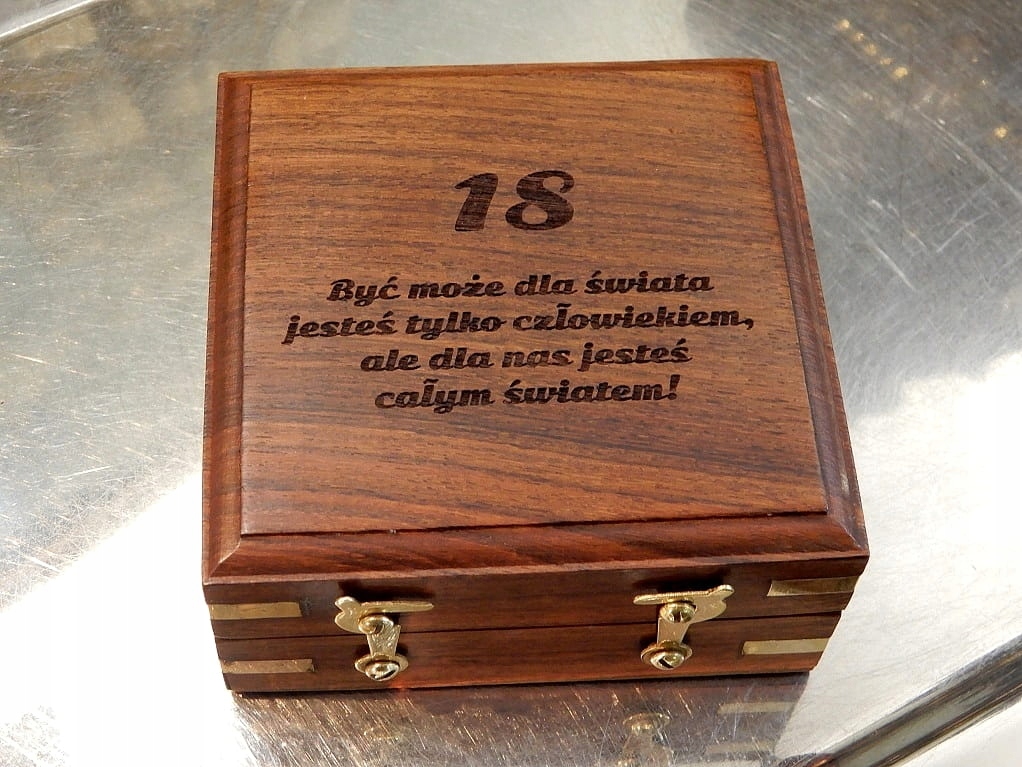 18
Być może dla świata
jesteś tylko człowiekiem,
ale dla nas jesteś
całym światem!